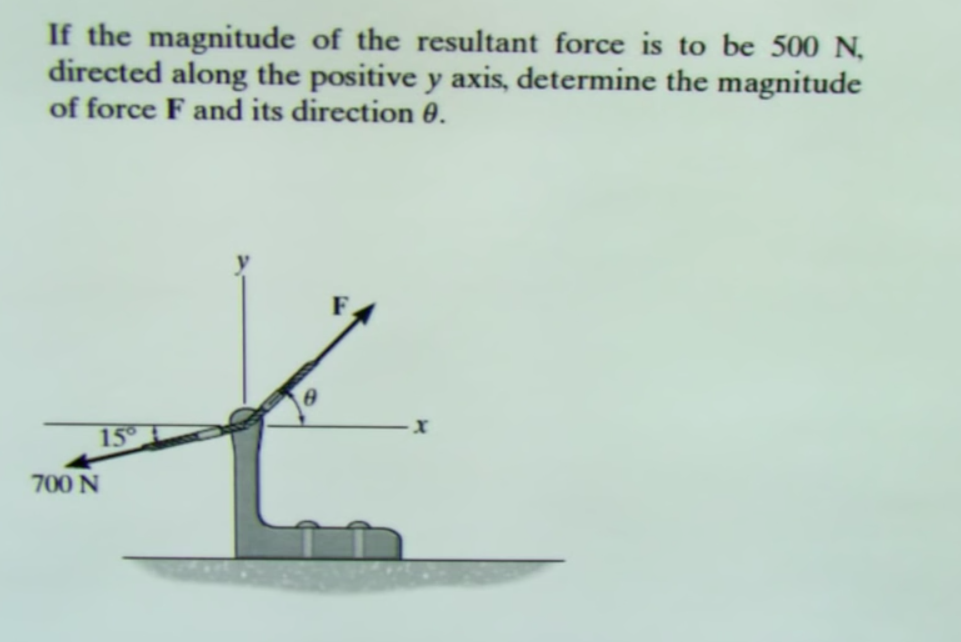 If the magnitude of the resultant force is to be 500 N,
directed along the positive y axis, determine the magnitude
of force F and its direction θ.
y
F
θ
x
15°
700 N